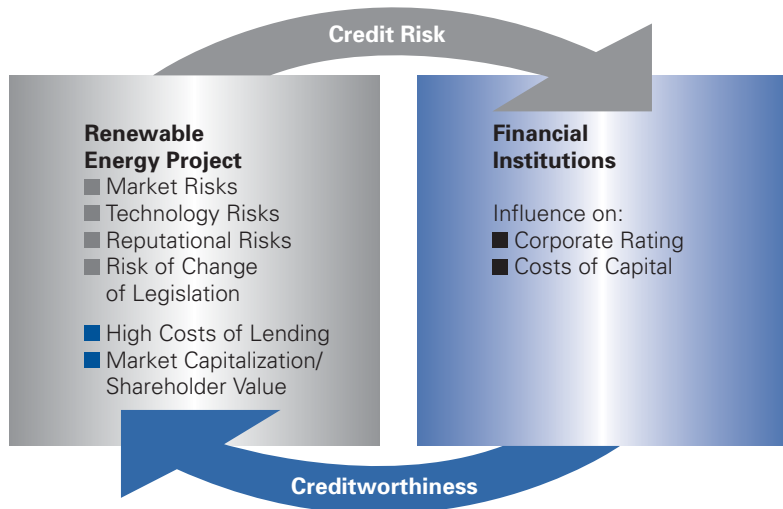 Credit Risk
Renewable
Energy Project
Market Risks
Technology Risks
Reputational Risks
Risk of Change
of Legislation
High Costs of Lending
Market Capitalization/
Shareholder Value
Financial
Institutions
Influence on:
Corporate Rating
Costs of Capital
Creditworthiness